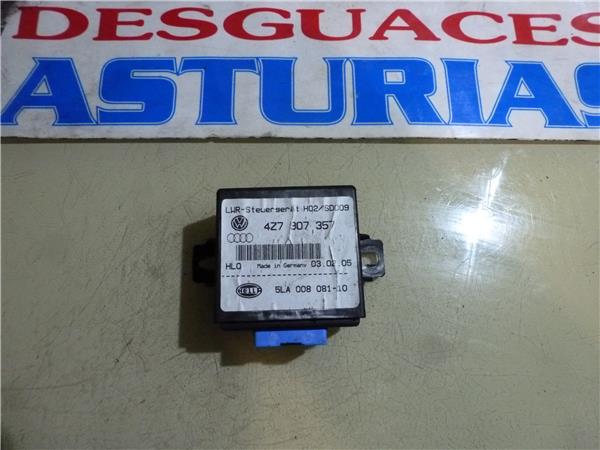 DESGUACES
ASTURIAS
LWR-Steuergerät H02/SD009
4Z7 907 357
HLO Made in Germany 03.02.05
HELLA 5LA 008 081-10